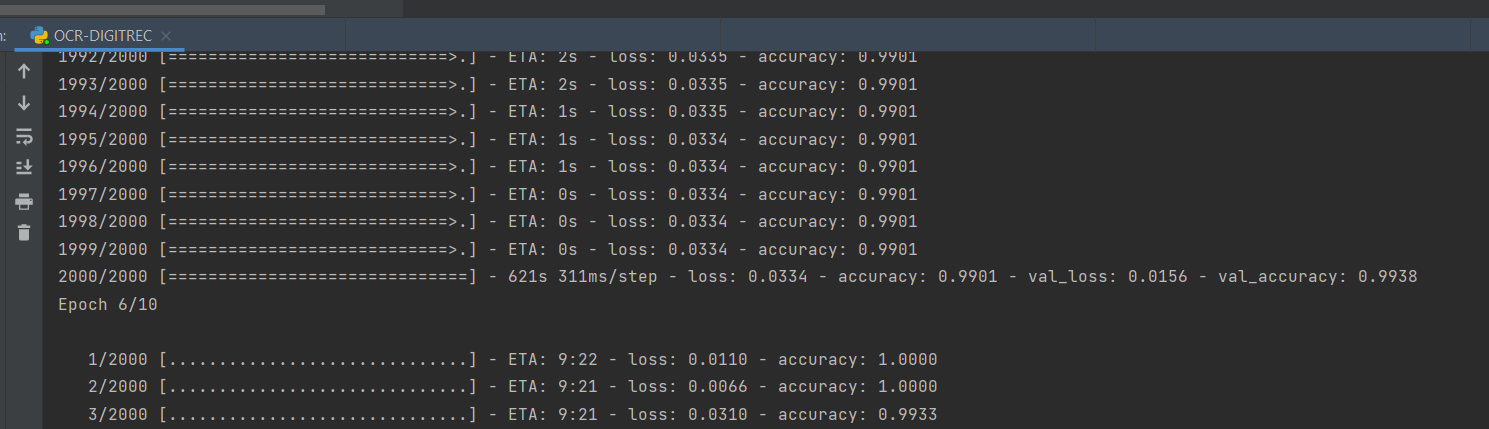 n: OCR-DIGITREC
1992/2000 [============================>.] - ETA: 2s - loss: 0.0335 - accuracy: 0.9901
1993/2000 [============================>.] - ETA: 2s - loss: 0.0335 - accuracy: 0.9901
1994/2000 [============================>.] - ETA: 1s - loss: 0.0335 - accuracy: 0.9901
1995/2000 [============================>.] - ETA: 1s - loss: 0.0334 - accuracy: 0.9901
1996/2000 [============================>.] - ETA: 1s - loss: 0.0334 - accuracy: 0.9901
1997/2000 [============================>.] - ETA: 0s - loss: 0.0334 - accuracy: 0.9901
1998/2000 [============================>.] - ETA: 0s - loss: 0.0334 - accuracy: 0.9901
1999/2000 [============================>.] - ETA: 0s - loss: 0.0334 - accuracy: 0.9901
2000/2000 [==============================] - 621s 311ms/step - loss: 0.0334 - accuracy: 0.9901 - val_loss: 0.0156 - val_accuracy: 0.9938
Epoch 6/10
1/2000 [..............................] - ETA: 9:22 - loss: 0.0110 - accuracy: 1.0000
2/2000 [..............................] - ETA: 9:21 - loss: 0.0066 - accuracy: 1.0000
3/2000 [..............................] - ETA: 9:21 - loss: 0.0310 - accuracy: 0.9933